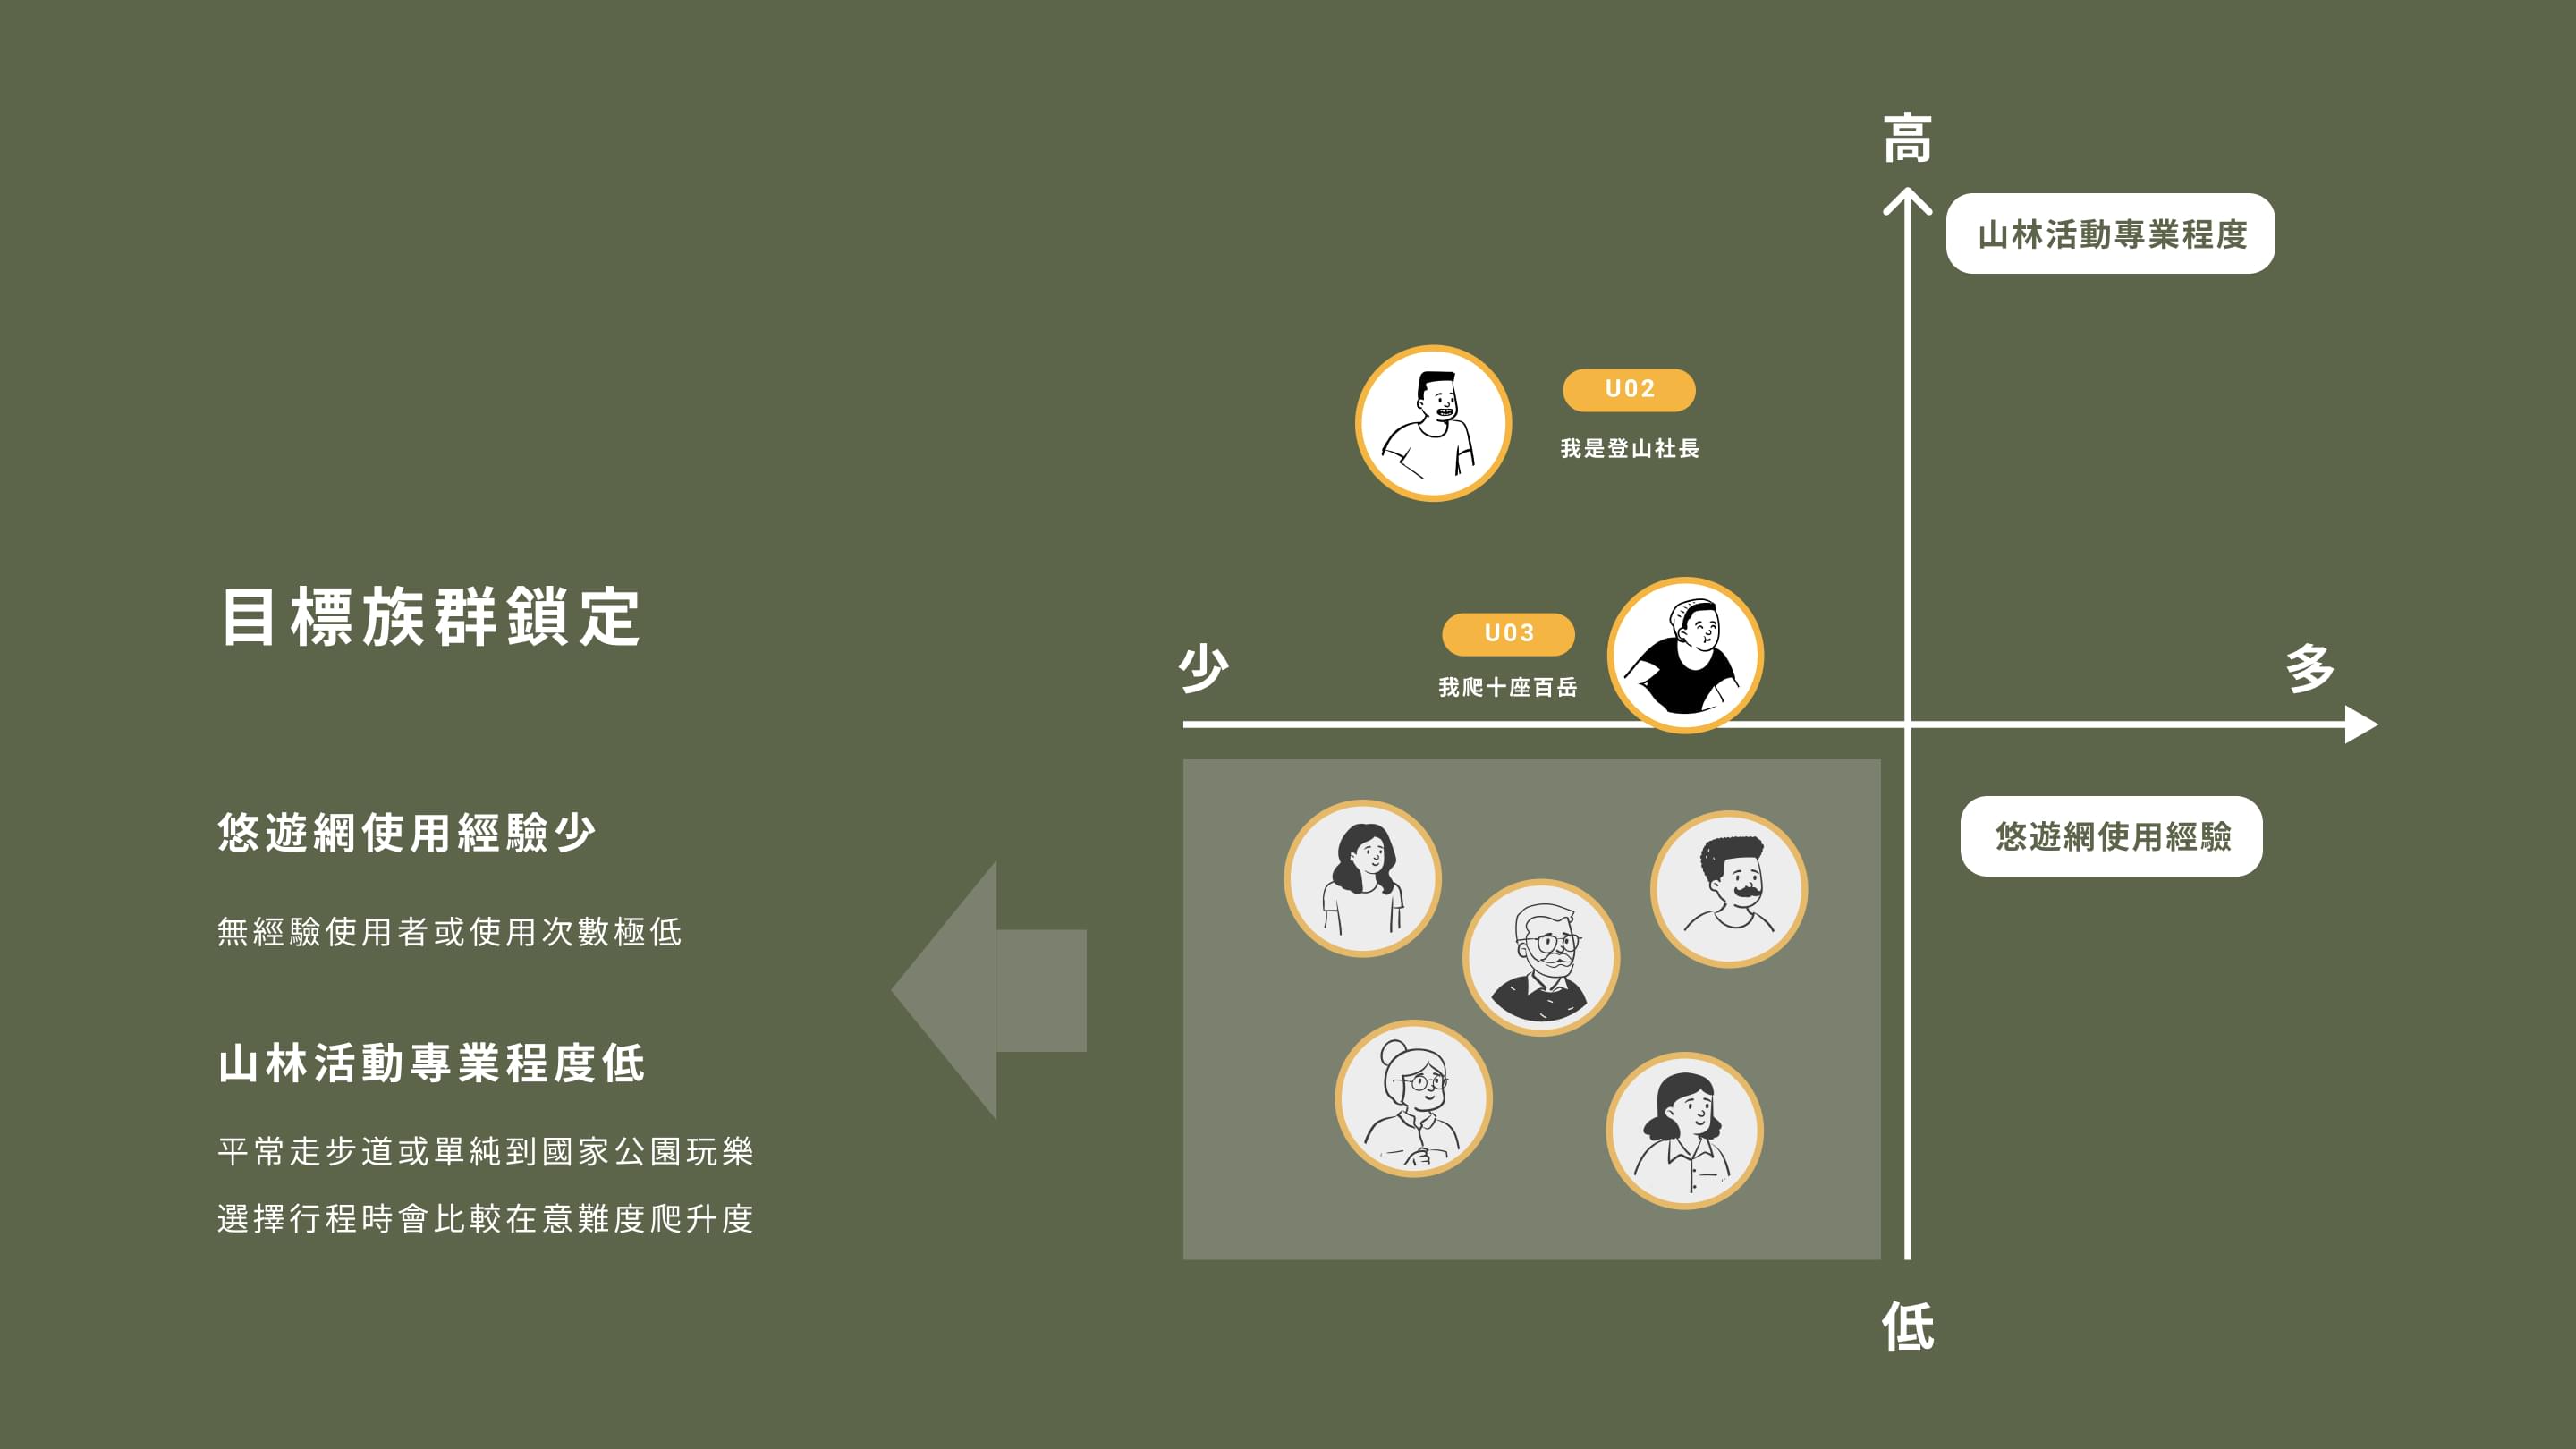 目標族群鎖定
悠遊網使用經驗少
無經驗使用者或使用次數極低
山林活動專業程度低
平常走步道或單純到國家公園玩樂
選擇行程時會比較在意難度爬升度
高
山林活動專業程度
U02
我是登山社長
U03
我爬十座百岳
少
多
悠遊網使用經驗
低